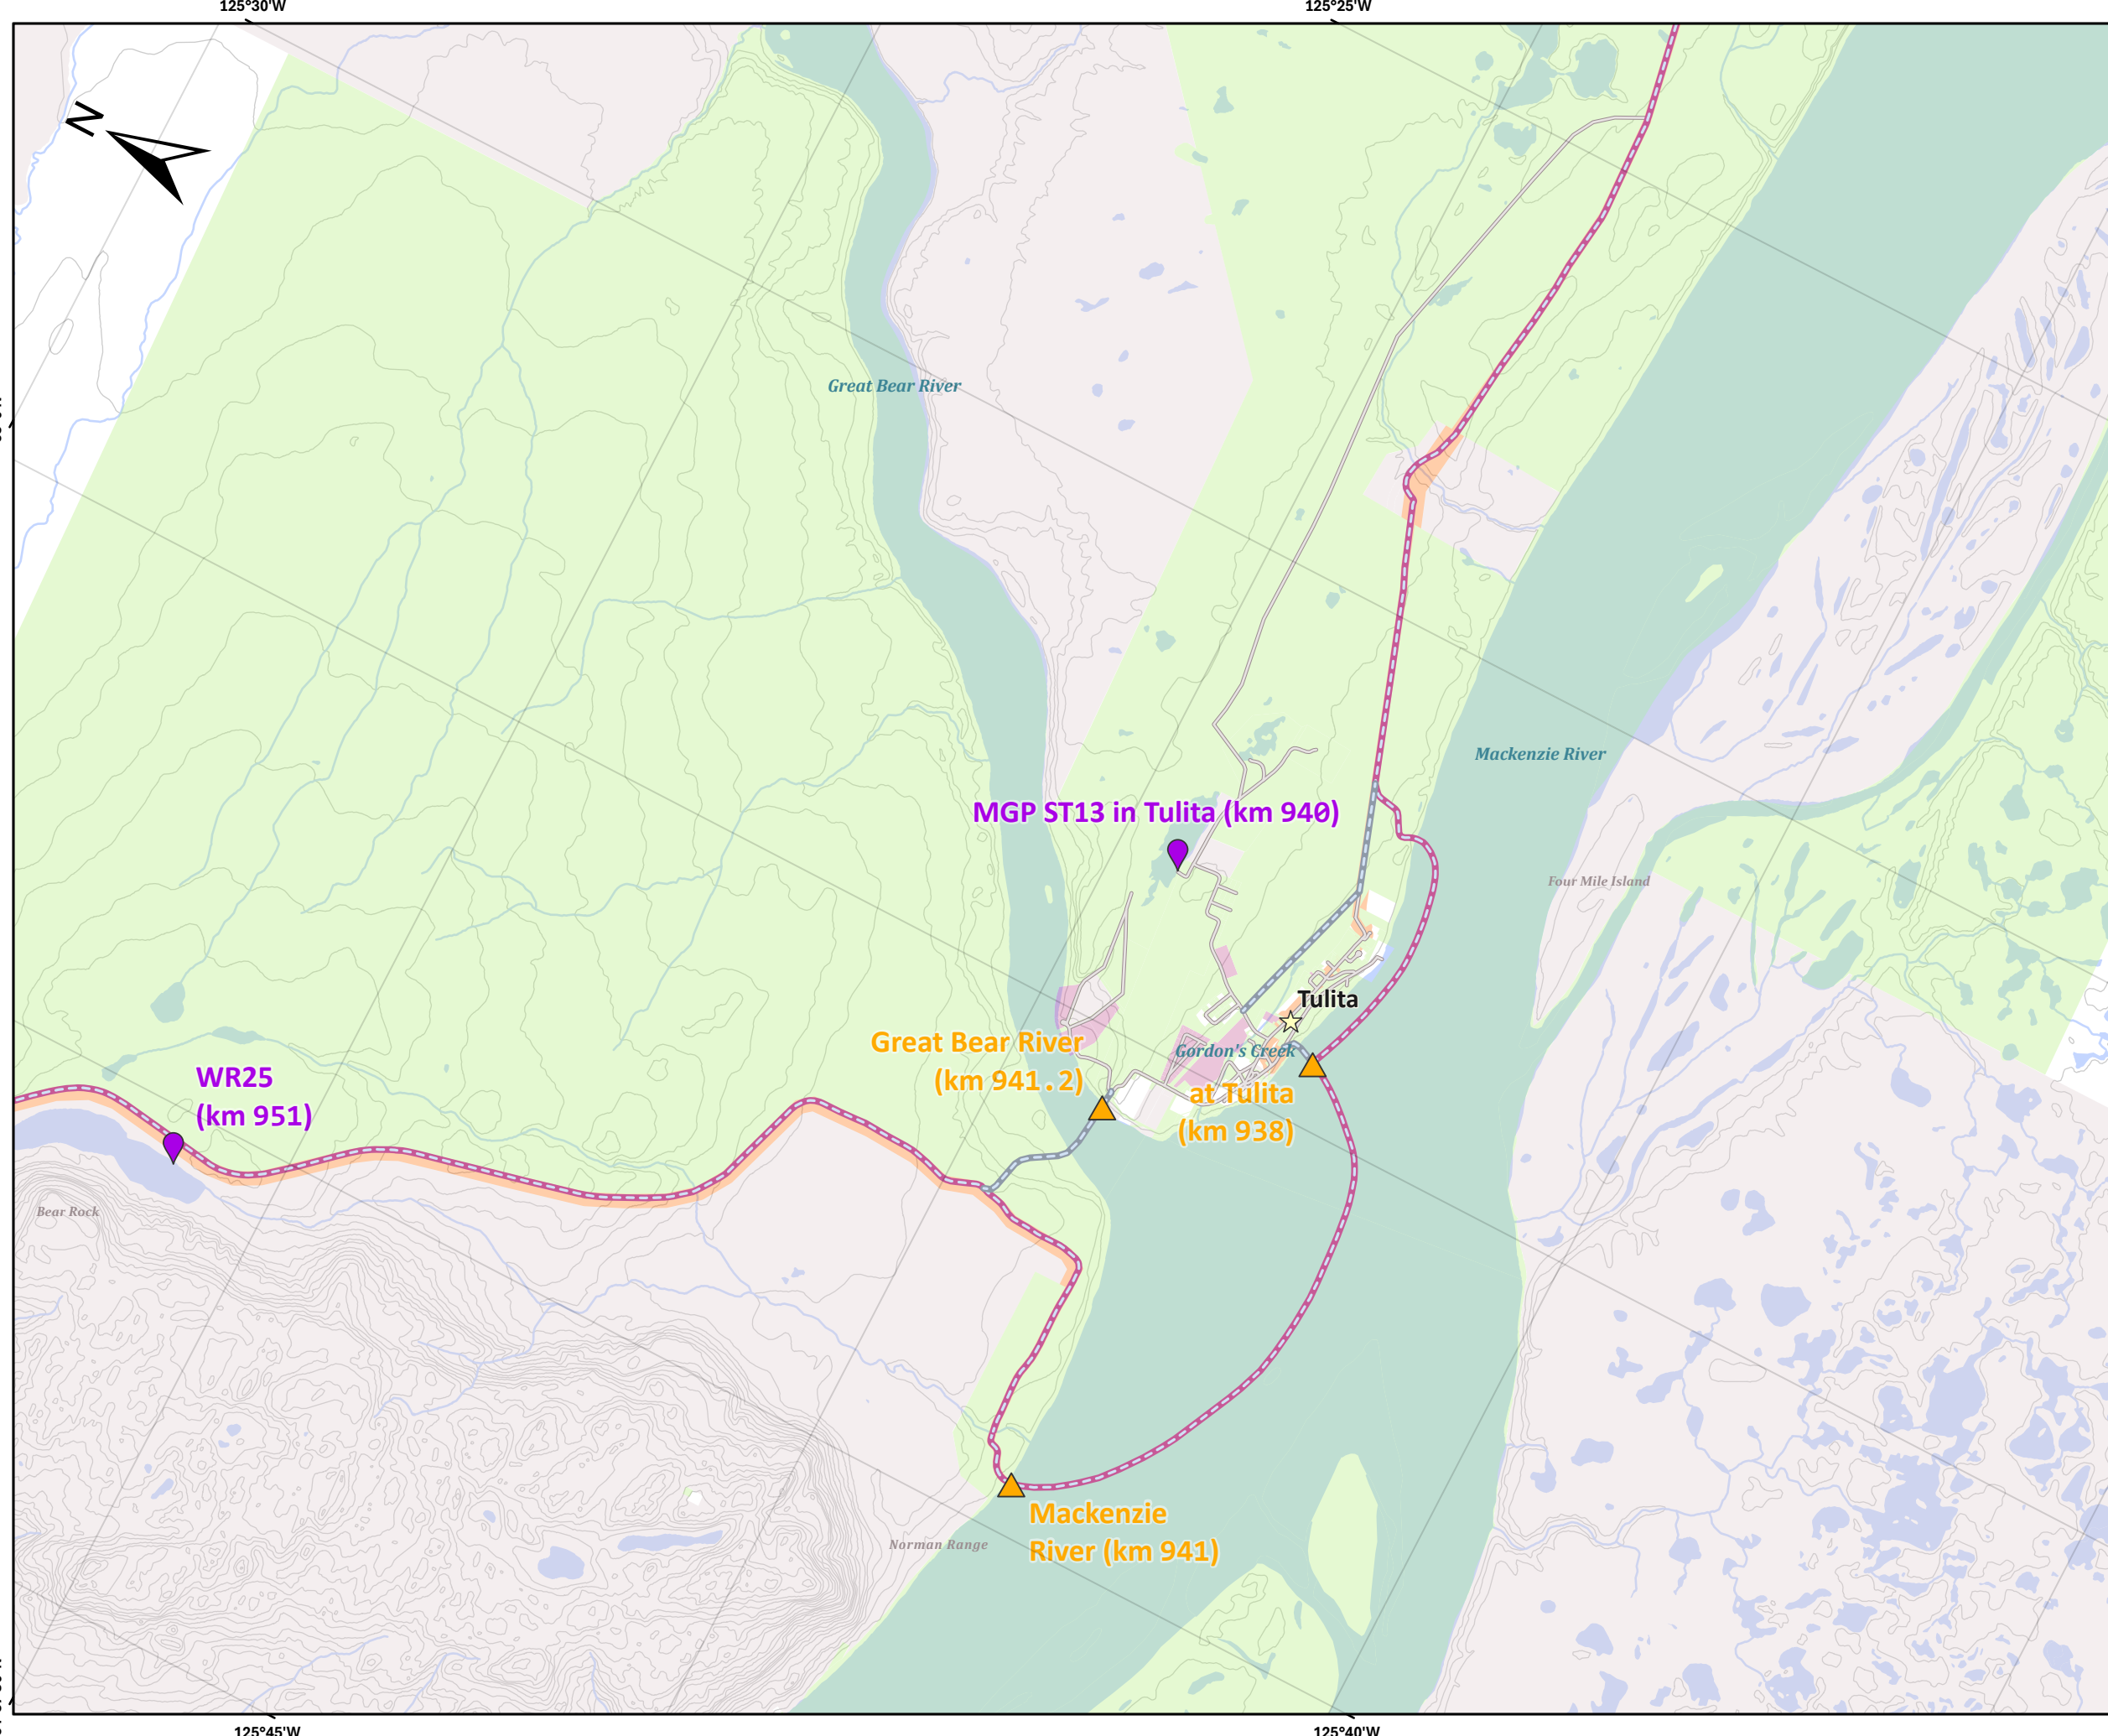 125°30'W
125°25'W
N
Great Bear River
Mackenzie River
MGP ST13 in Tulita (km 940)
Four Mile Island
Tulita
Great Bear River
(km 941.2)
Gordon's Creek
WR25
(km 951)
at Tulita
(km 938)
Bear Rock
Mackenzie
River (km 941)
Norman Range
125°45'W
125°40'W